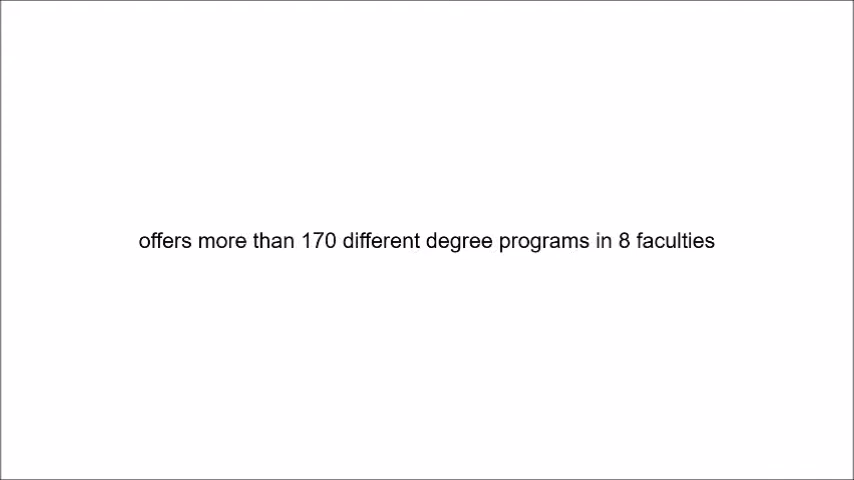 offers more than 170 different degree programs in 8 faculties